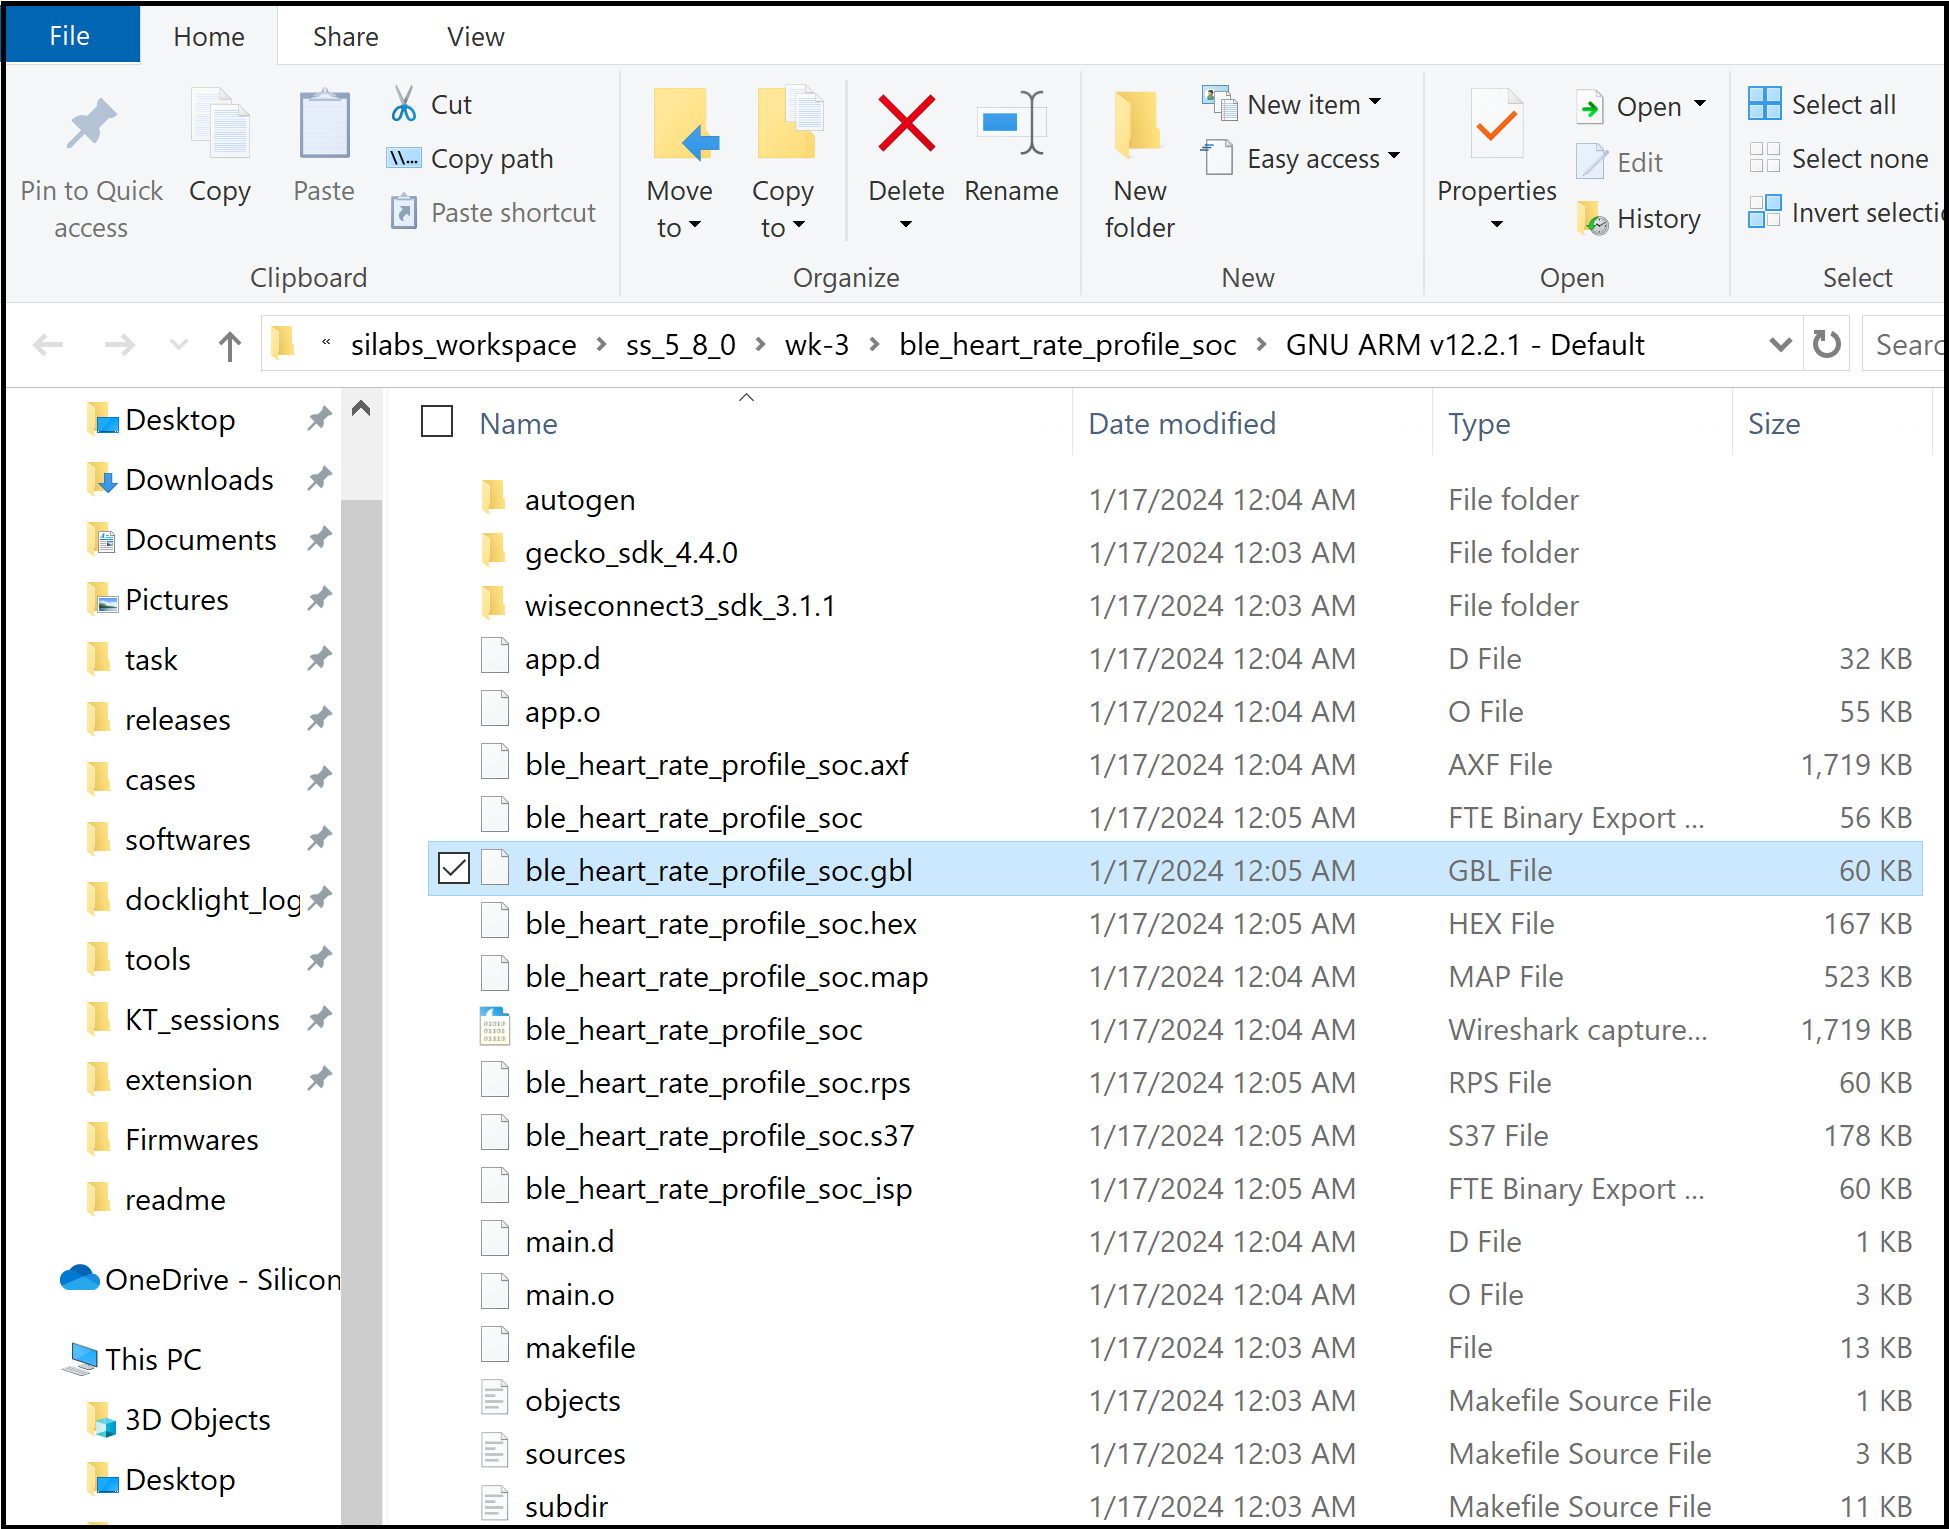 File Home Share View
Pin to Quick access
Copy
Paste
Cut
Copy path
Paste shortcut
Clipboard
Move to
Copy to
Delete
Rename
Organize
New folder
New item
Easy access
New
Properties
Open
Edit
History
Open
Select all
Select none
Invert selectio
Select
« silabs_workspace > ss_5_8_0 > wk-3 > ble_heart_rate_profile_soc > GNU ARM v12.2.1 - Default
Searc
Desktop
Downloads
Documents
Pictures
task
releases
cases
softwares
docklight_log
tools
KT_sessions
extension
Firmwares
readme
OneDrive - Silicon
This PC
3D Objects
Desktop
Name Date modified Type Size
autogen 1/17/2024 12:04 AM File folder
gecko_sdk_4.4.0 1/17/2024 12:03 AM File folder
wiseconnect3_sdk_3.1.1 1/17/2024 12:03 AM File folder
app.d 1/17/2024 12:04 AM D File 32 KB
app.o 1/17/2024 12:04 AM O File 55 KB
ble_heart_rate_profile_soc.axf 1/17/2024 12:04 AM AXF File 1,719 KB
ble_heart_rate_profile_soc 1/17/2024 12:05 AM FTE Binary Export ... 56 KB
ble_heart_rate_profile_soc.gbl 1/17/2024 12:05 AM GBL File 60 KB
ble_heart_rate_profile_soc.hex 1/17/2024 12:05 AM HEX File 167 KB
ble_heart_rate_profile_soc.map 1/17/2024 12:04 AM MAP File 523 KB
ble_heart_rate_profile_soc 1/17/2024 12:04 AM Wireshark capture... 1,719 KB
ble_heart_rate_profile_soc.rps 1/17/2024 12:05 AM RPS File 60 KB
ble_heart_rate_profile_soc.s37 1/17/2024 12:05 AM S37 File 178 KB
ble_heart_rate_profile_soc_isp 1/17/2024 12:05 AM FTE Binary Export ... 60 KB
main.d 1/17/2024 12:04 AM D File 1 KB
main.o 1/17/2024 12:04 AM O File 3 KB
makefile 1/17/2024 12:03 AM File 13 KB
objects 1/17/2024 12:03 AM Makefile Source File 1 KB
sources 1/17/2024 12:03 AM Makefile Source File 3 KB
subdir 1/17/2024 12:03 AM Makefile Source File 11 KB